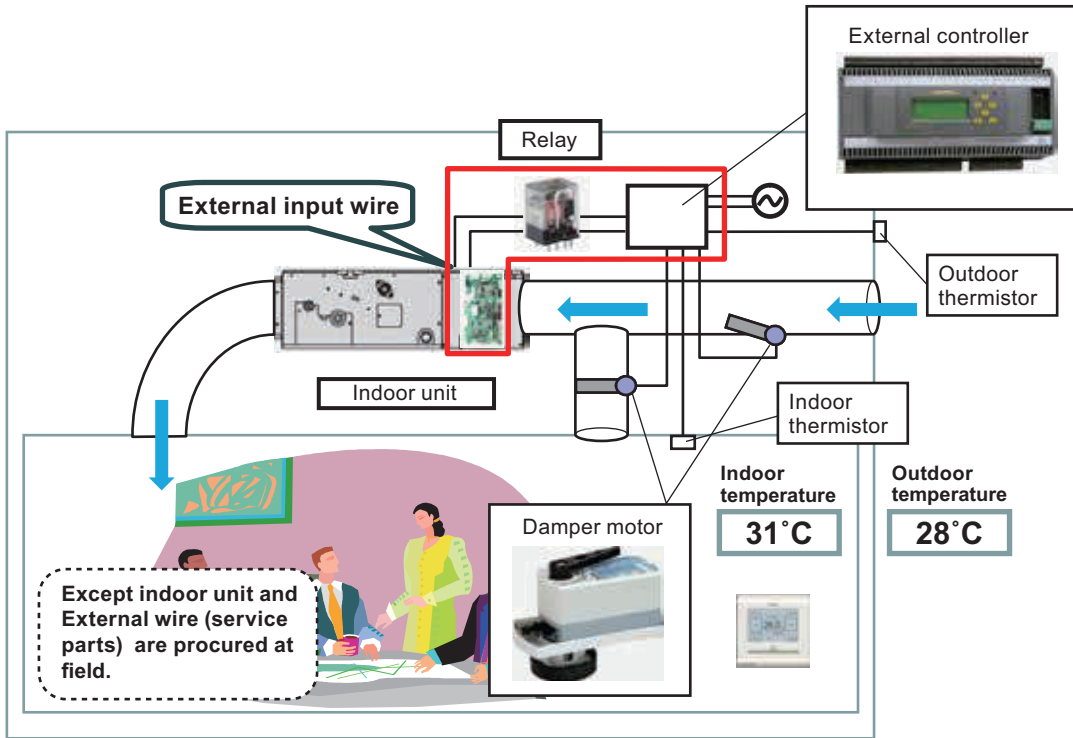 External controller
Relay
External input wire
Outdoor
thermistor
Indoor unit
Indoor
thermistor
Indoor
temperature
31˚C
Outdoor
temperature
28˚C
Damper motor
Except indoor unit and
External wire (service
parts) are procured at
field.